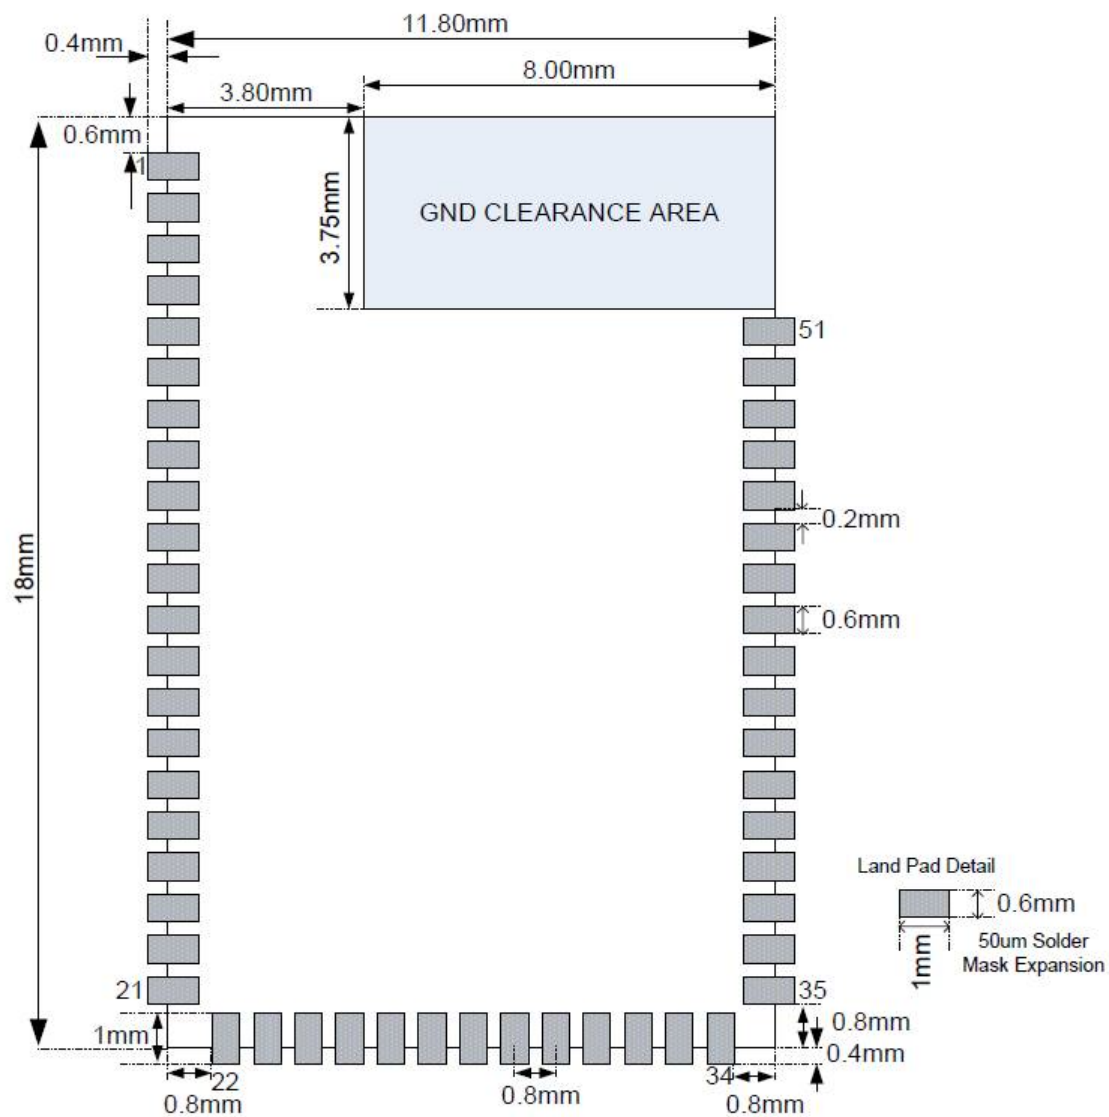 11.80mm
0.4mm
8.00mm
3.80mm
0.6mm
1
3.75mm
GND CLEARANCE AREA
51
0.2mm
18mm
0.6mm
Land Pad Detail
0.6mm
1mm
50um Solder
Mask Expansion
21
35
1mm
0.8mm
0.4mm
22
34
0.8mm
0.8mm
0.8mm